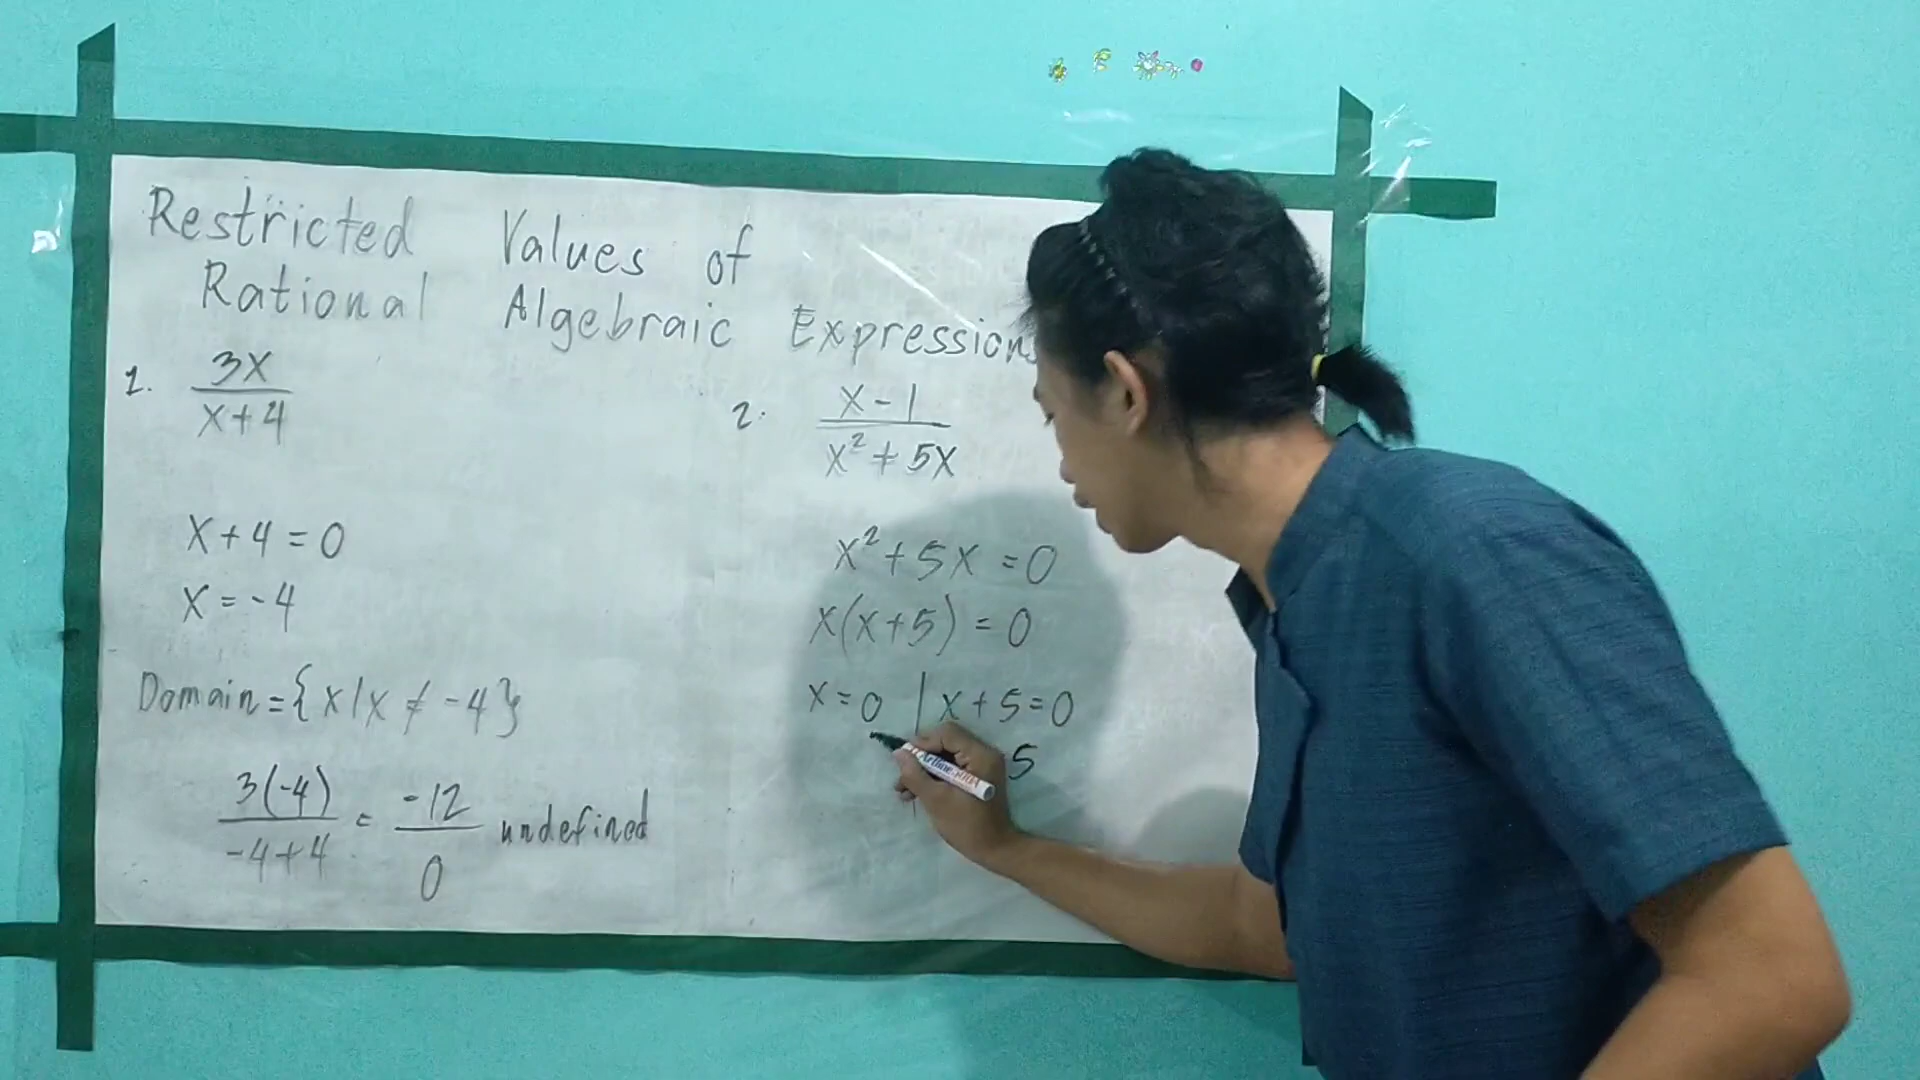 Restricted Values of
Rational Algebraic Expressions
1. 3x
x+4
x+4=0
x=-4
Domain={x|x≠-4}
3(-4)
-4+4
= -12
0
undefined
2. x-1
x²+5x
x²+5x=0
x(x+5)=0
x=0 | x+5=0
5
Artline